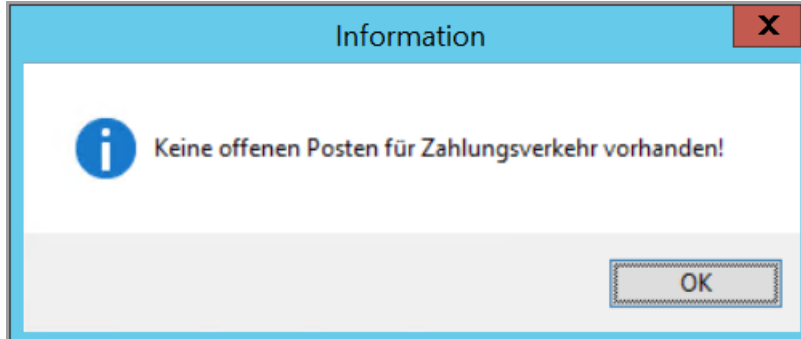 Information
X
Keine offenen Posten für Zahlungsverkehr vorhanden!
OK